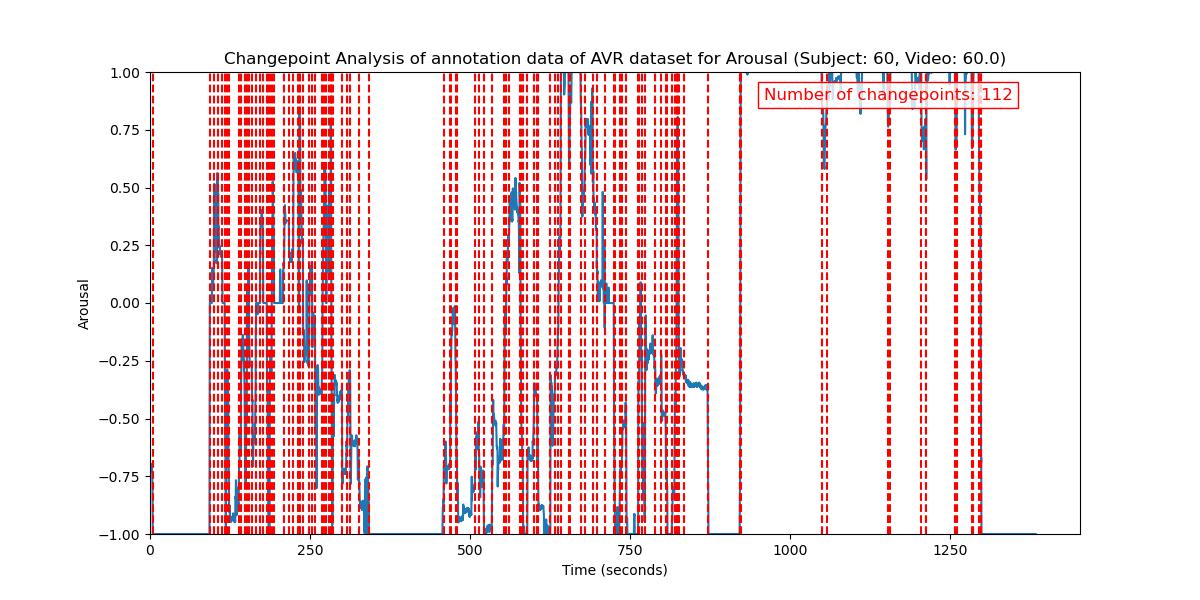 Changepoint Analysis of annotation data of AVR dataset for Arousal (Subject: 60, Video: 60.0)
Number of changepoints: 112
Arousal
1.00
0.75
0.50
0.25
0.00
−0.25
−0.50
−0.75
−1.00
0 250 500 750 1000 1250
Time (seconds)